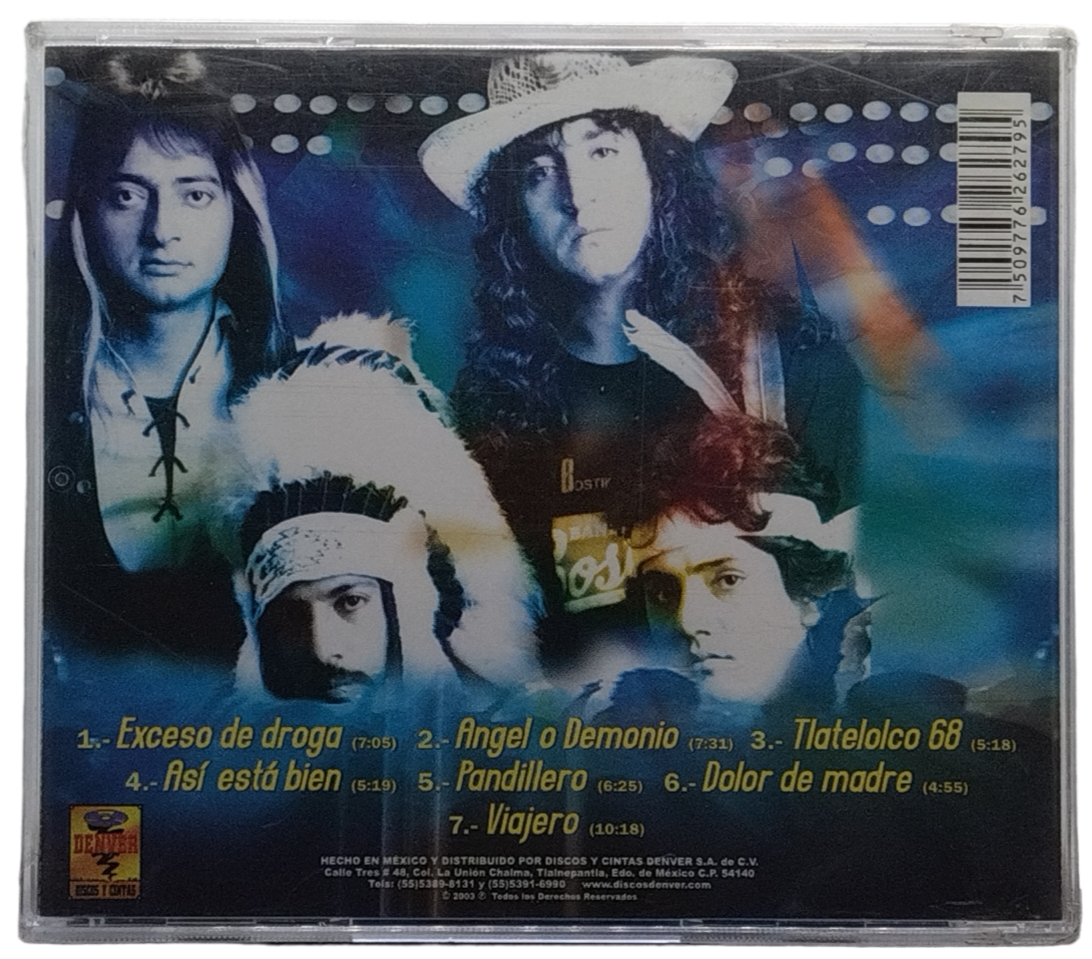 7 509776 262795
BOSTIK
BAN
BOS
1.- Exceso de droga (7:05) 2.- Angel o Demonio (7:31) 3.- Tlatelolco 68 (5:18)
4.- Así está bien (5:19) 5.- Pandillero (6:25) 6.- Dolor de madre (4:55)
7.- Viajero (10:18)
DENVER
DISCOS Y CINTAS
HECHO EN MÉXICO Y DISTRIBUIDO POR DISCOS Y CINTAS DENVER S.A. de C.V.
Calle Tres # 48, Col. La Unión Chalma, Tlalnepantla, Edo. de México C.P. 54140
Tels: (55)5389-8131 y (55)5391-6990 www.discosdenver.com
© 2003 ℗ Todos los Derechos Reservados